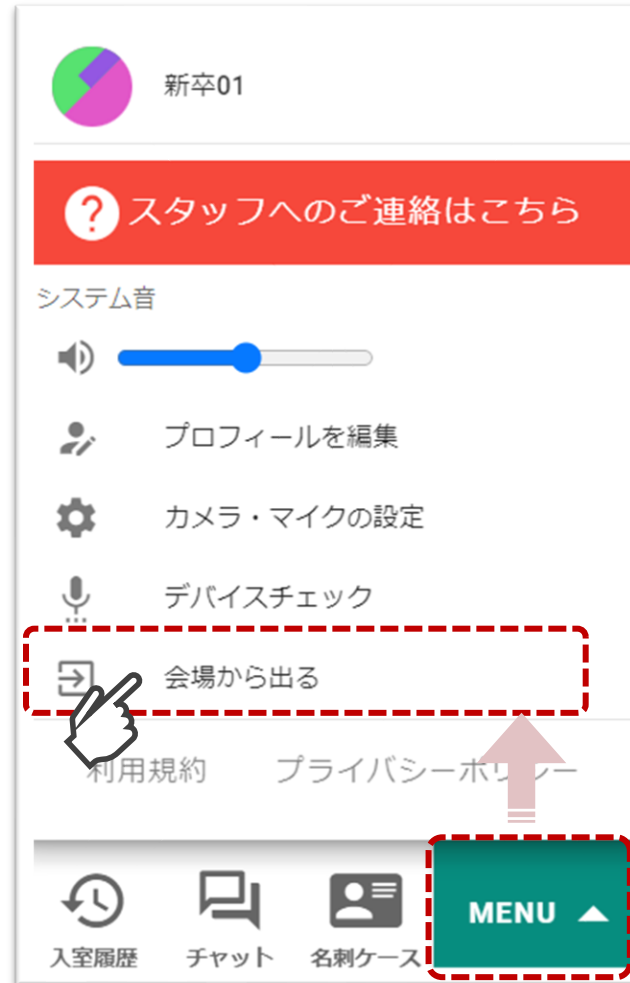 新卒01
?スタッフへのご連絡はこちら
システム音
プロフィールを編集
カメラ・マイクの設定
デバイスチェック
会場から出る
利用規約 プライバシーポリシー
入室履歴 チャット 名刺ケース MENU